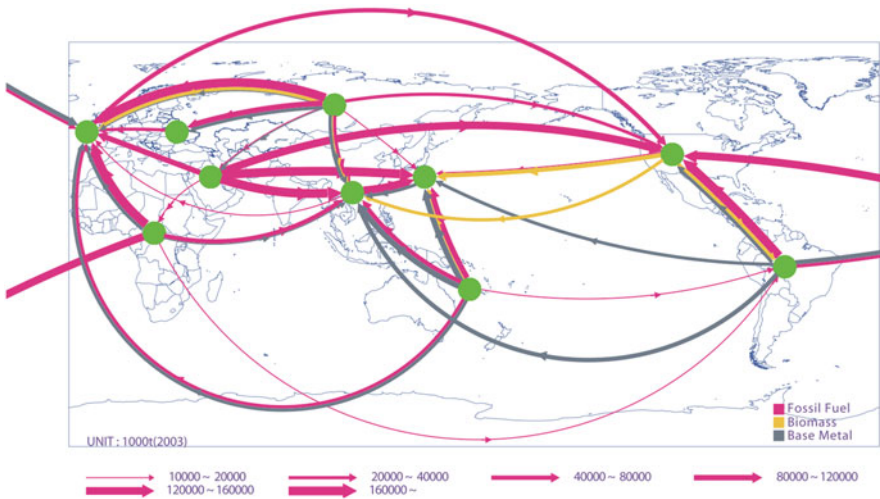 Fossil Fuel
Biomass
Base Metal
UNIT : 1000t(2003)
10000 ~ 20000
20000 ~ 40000
40000 ~ 80000
80000 ~ 120000
120000 ~ 160000
160000 ~